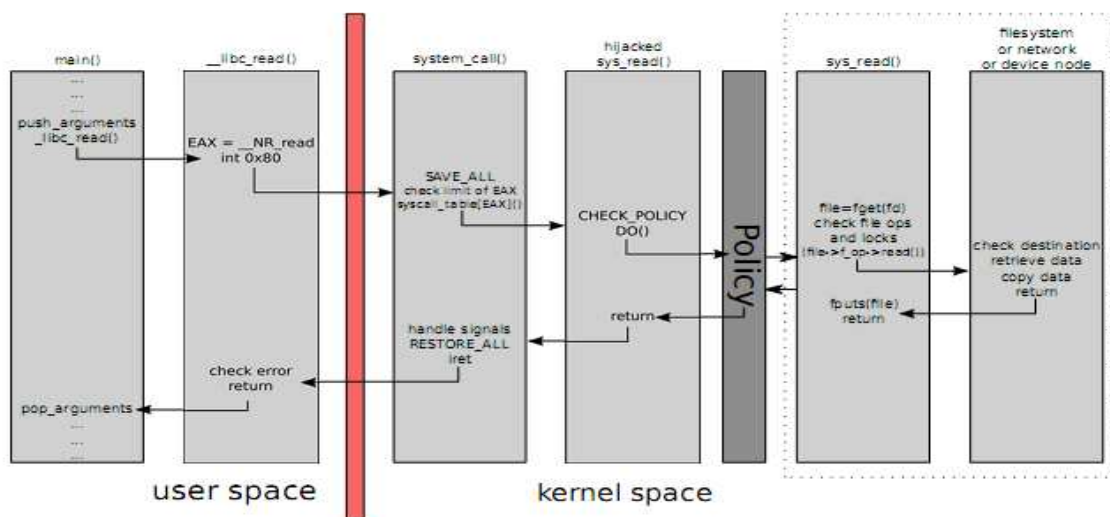 main()
...
...
...
push_arguments
_libc_read()
pop_arguments
...
...
...
__libc_read()
EAX = __NR_read
int 0x80
check error
return
user space
system_call()
SAVE_ALL
check limit of EAX
syscall_table[EAX]()
handle signals
RESTORE_ALL
iret
hijacked
sys_read()
CHECK_POLICY
DO()
return
Policy
kernel space
sys_read()
file=fget(fd)
check file ops
and locks
(file->f_op->read())
fputs(file)
return
filesystem
or network
or device node
check destination
retrieve data
copy data
return